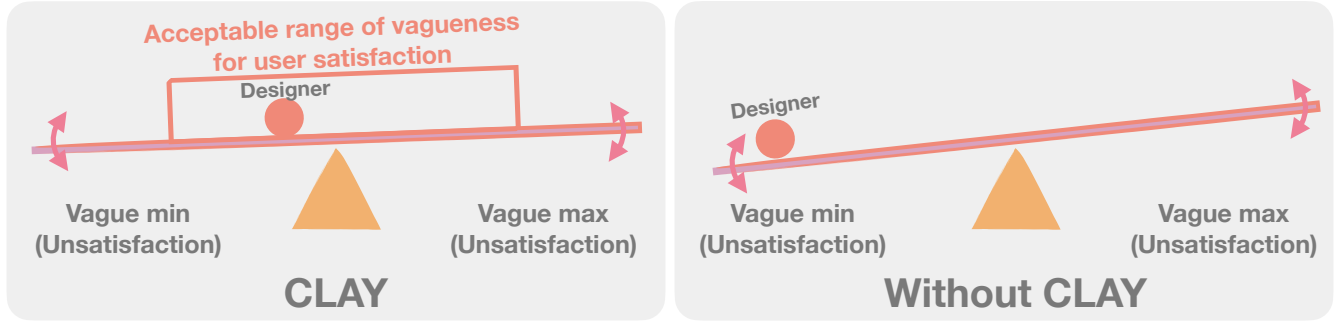 Acceptable range of vagueness
for user satisfaction
Designer
Vague min
(Unsatisfaction)
Vague max
(Unsatisfaction)
CLAY
Designer
Vague min
(Unsatisfaction)
Vague max
(Unsatisfaction)
Without CLAY